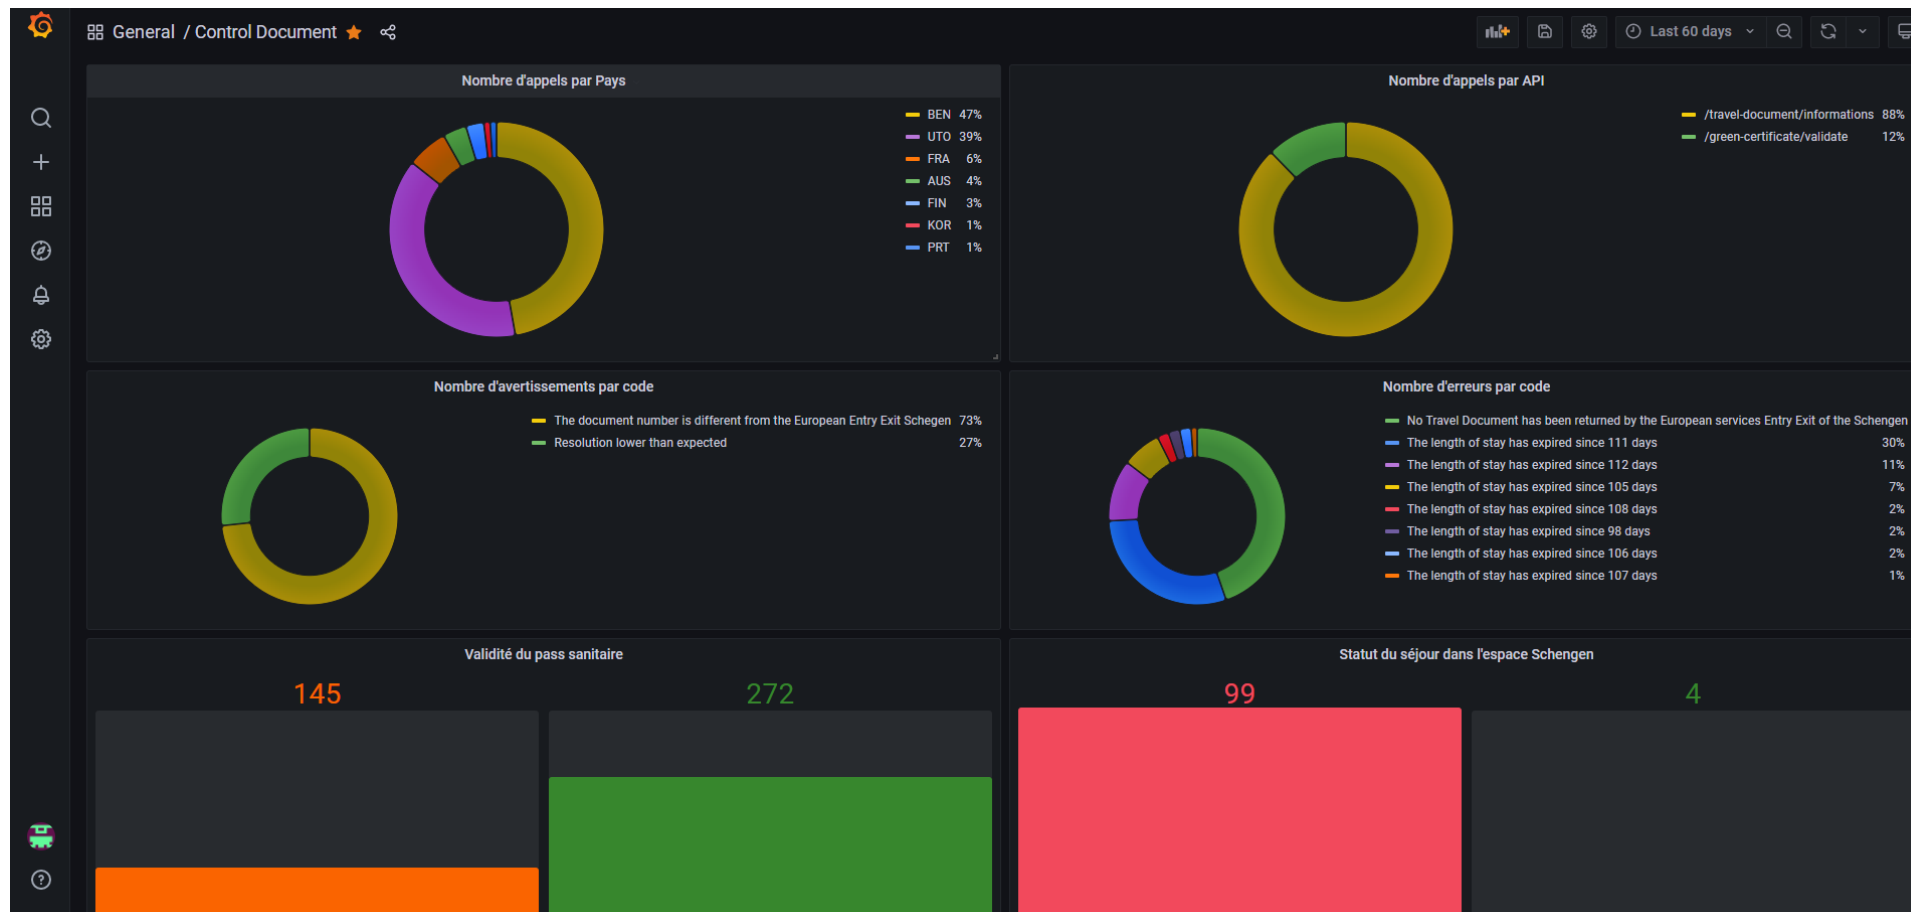 General / Control Document
Last 60 days
Nombre d'appels par Pays
BEN 47%
UTO 39%
FRA 6%
AUS 4%
FIN 3%
KOR 1%
PRT 1%
Nombre d'appels par API
/travel-document/informations 88%
/green-certificate/validate 12%
Nombre d'avertissements par code
The document number is different from the European Entry Exit Schegen 73%
Resolution lower than expected 27%
Nombre d'erreurs par code
No Travel Document has been returned by the European services Entry Exit of the Schengen
The length of stay has expired since 111 days 30%
The length of stay has expired since 112 days 11%
The length of stay has expired since 105 days 7%
The length of stay has expired since 108 days 2%
The length of stay has expired since 98 days 2%
The length of stay has expired since 106 days 2%
The length of stay has expired since 107 days 1%
Validité du pass sanitaire
145 272
Statut du séjour dans l'espace Schengen
99 4